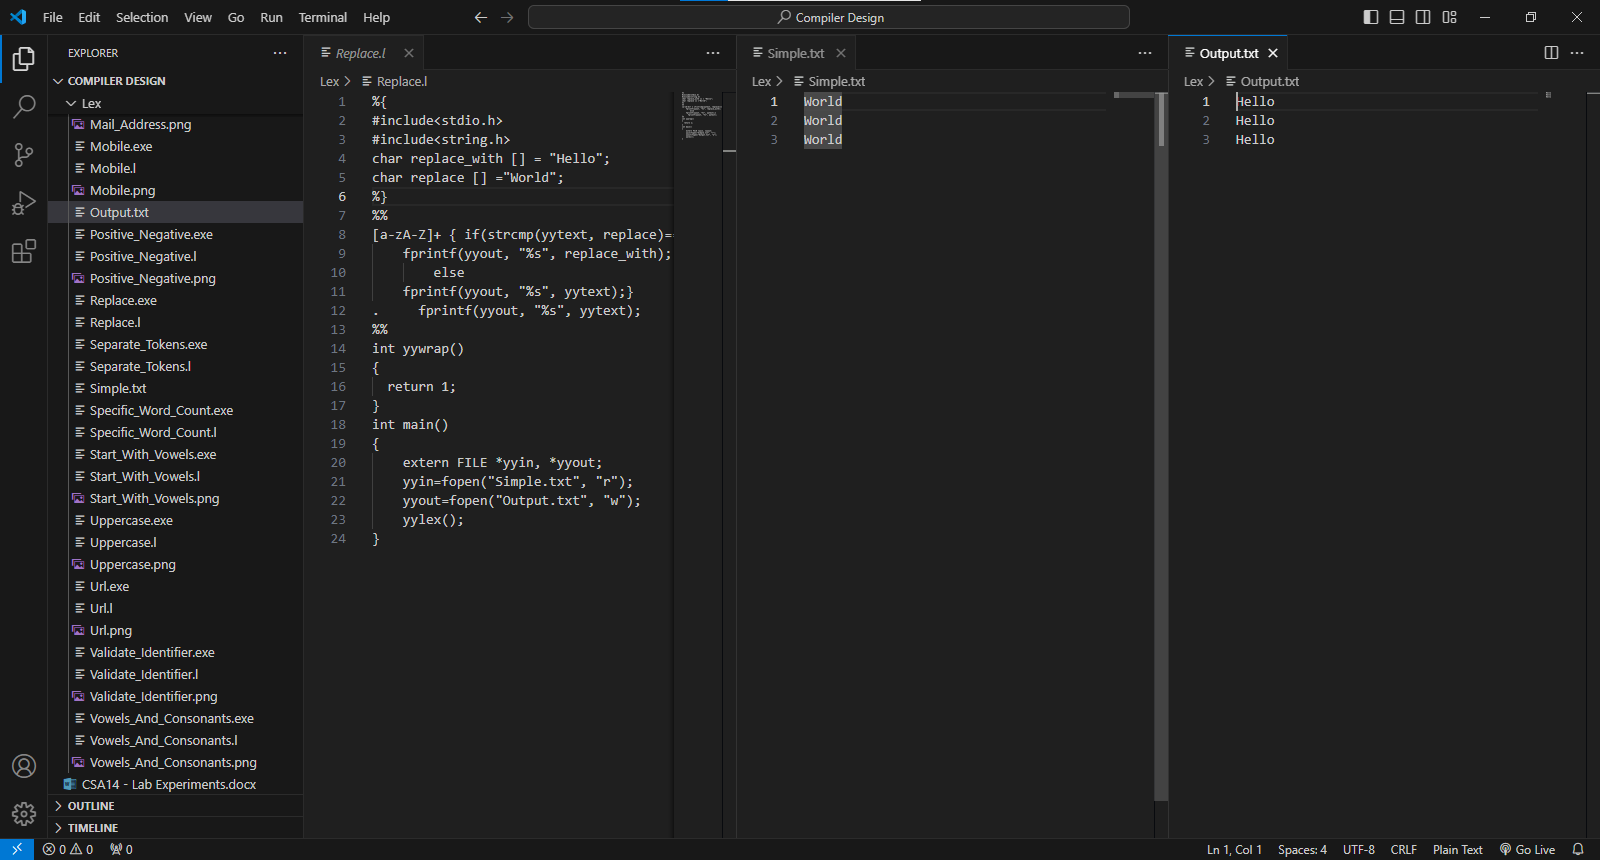 File Edit Selection View Go Run Terminal Help
Compiler Design
EXPLORER
COMPILER DESIGN
Lex
Mail_Address.png
Mobile.exe
Mobile.l
Mobile.png
Output.txt
Positive_Negative.exe
Positive_Negative.l
Positive_Negative.png
Replace.exe
Replace.l
Separate_Tokens.exe
Separate_Tokens.l
Simple.txt
Specific_Word_Count.exe
Specific_Word_Count.l
Start_With_Vowels.exe
Start_With_Vowels.l
Start_With_Vowels.png
Uppercase.exe
Uppercase.l
Uppercase.png
Url.exe
Url.l
Url.png
Validate_Identifier.exe
Validate_Identifier.l
Validate_Identifier.png
Vowels_And_Consonants.exe
Vowels_And_Consonants.l
Vowels_And_Consonants.png
CSA14 - Lab Experiments.docx
OUTLINE
TIMELINE
Replace.l
Lex > Replace.l
1 %{
2 #include<stdio.h>
3 #include<string.h>
4 char replace_with [] = "Hello";
5 char replace [] ="World";
6 %}
7 %%
8 [a-zA-Z]+ { if(strcmp(yytext, replace)==
9 fprintf(yyout, "%s", replace_with);
10 else
11 fprintf(yyout, "%s", yytext);}
12 . fprintf(yyout, "%s", yytext);
13 %%
14 int yywrap()
15 {
16 return 1;
17 }
18 int main()
19 {
20 extern FILE *yyin, *yyout;
21 yyin=fopen("Simple.txt", "r");
22 yyout=fopen("Output.txt", "w");
23 yylex();
24 }
Simple.txt
Lex > Simple.txt
1 World
2 World
3 World
Output.txt
Lex > Output.txt
1 Hello
2 Hello
3 Hello
0 0 0
Ln 1, Col 1 Spaces: 4 UTF-8 CRLF Plain Text Go Live